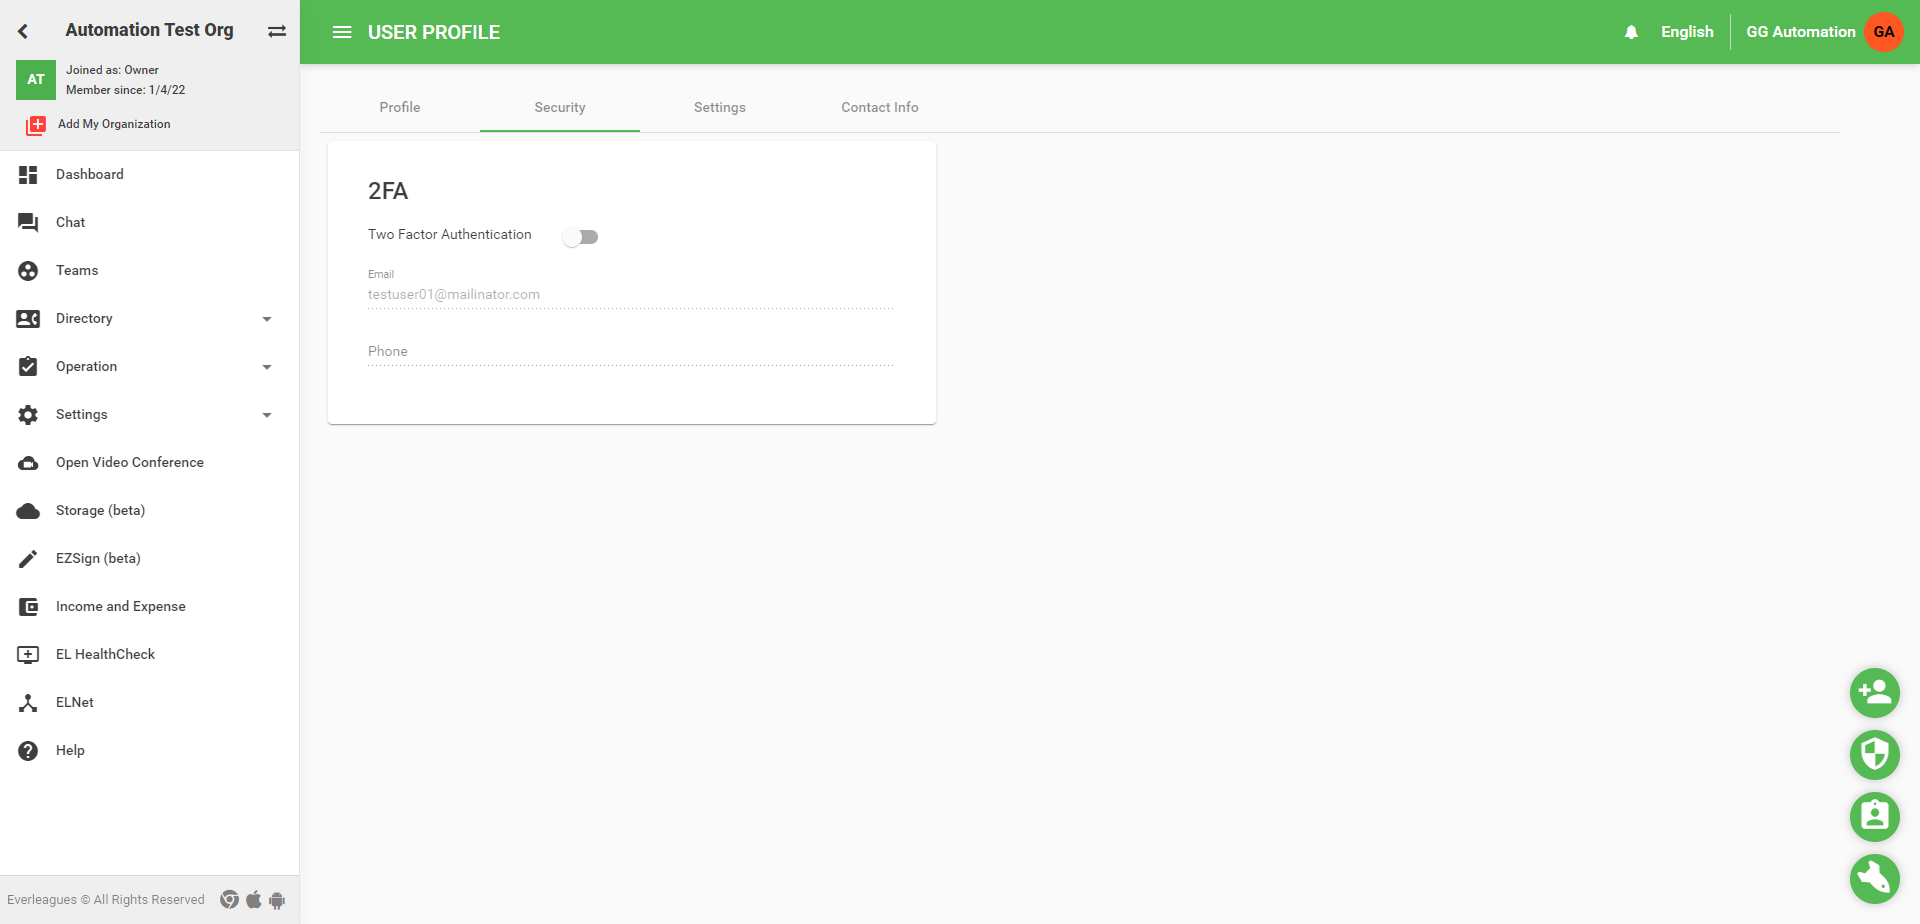 Automation Test Org
AT
Joined as: Owner
Member since: 1/4/22
Add My Organization
Dashboard
Chat
Teams
Directory
Operation
Settings
Open Video Conference
Storage (beta)
EZSign (beta)
Income and Expense
EL HealthCheck
ELNet
Help
Everleagues © All Rights Reserved
USER PROFILE
English
GG Automation
GA
Profile
Security
Settings
Contact Info
2FA
Two Factor Authentication
Email
testuser01@mailinator.com
Phone